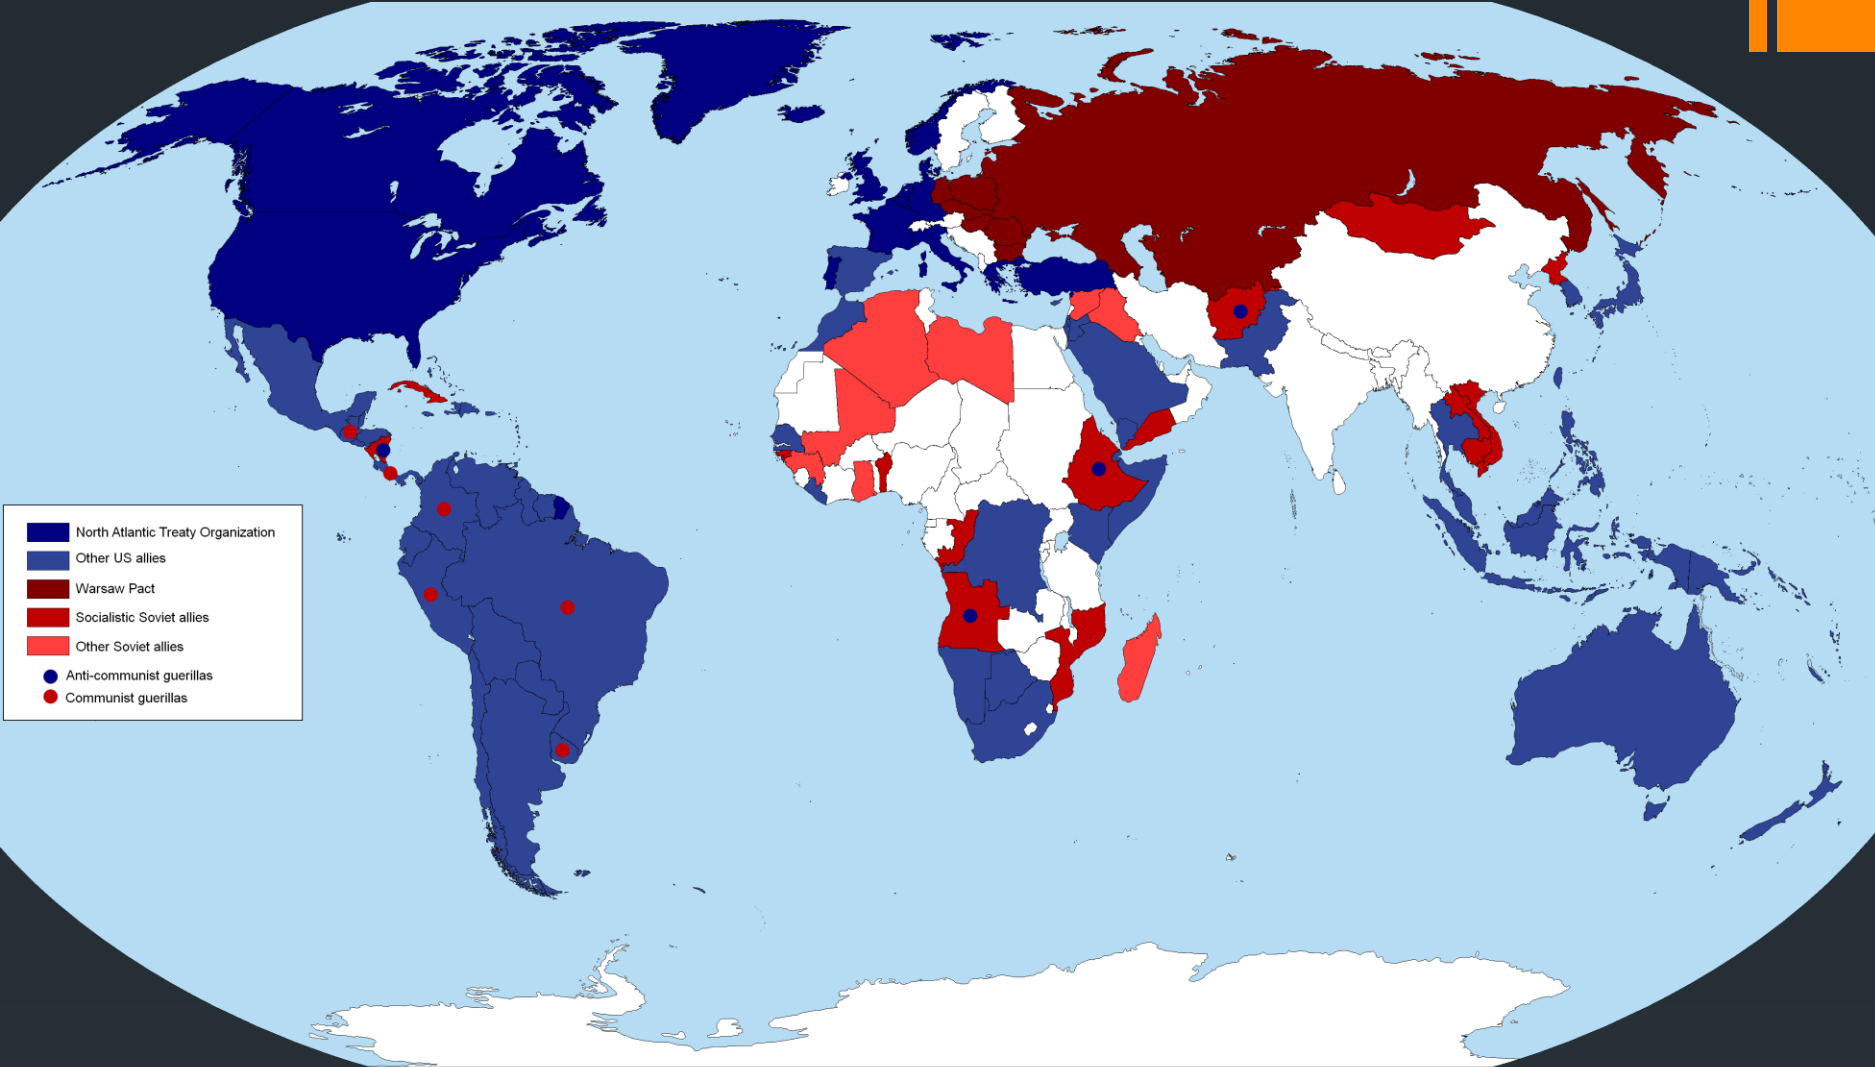 North Atlantic Treaty Organization
Other US allies
Warsaw Pact
Socialistic Soviet allies
Other Soviet allies
Anti-communist guerillas
Communist guerillas